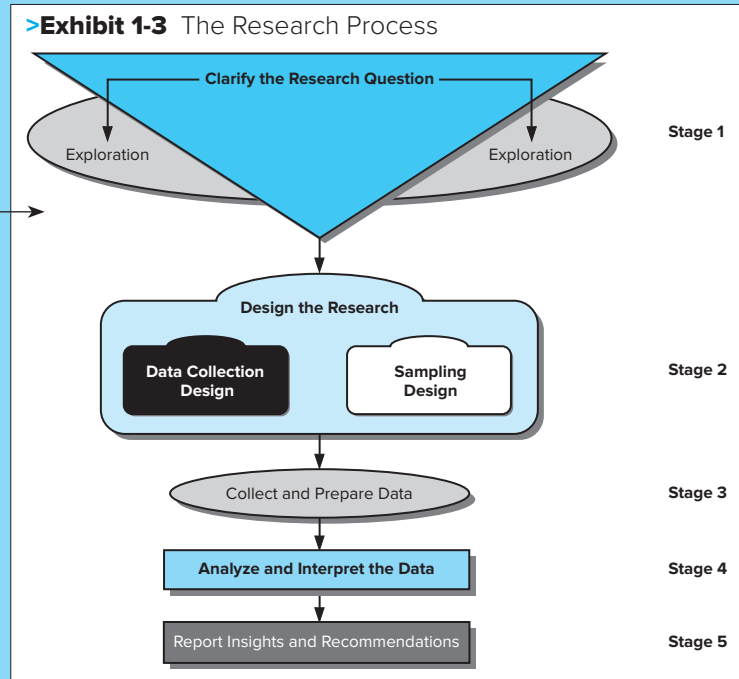 >Exhibit 1-3 The Research Process
Clarify the Research Question
Exploration
Exploration
Stage 1
Design the Research
Data Collection
Design
Sampling
Design
Stage 2
Collect and Prepare Data
Stage 3
Analyze and Interpret the Data
Stage 4
Report Insights and Recommendations
Stage 5